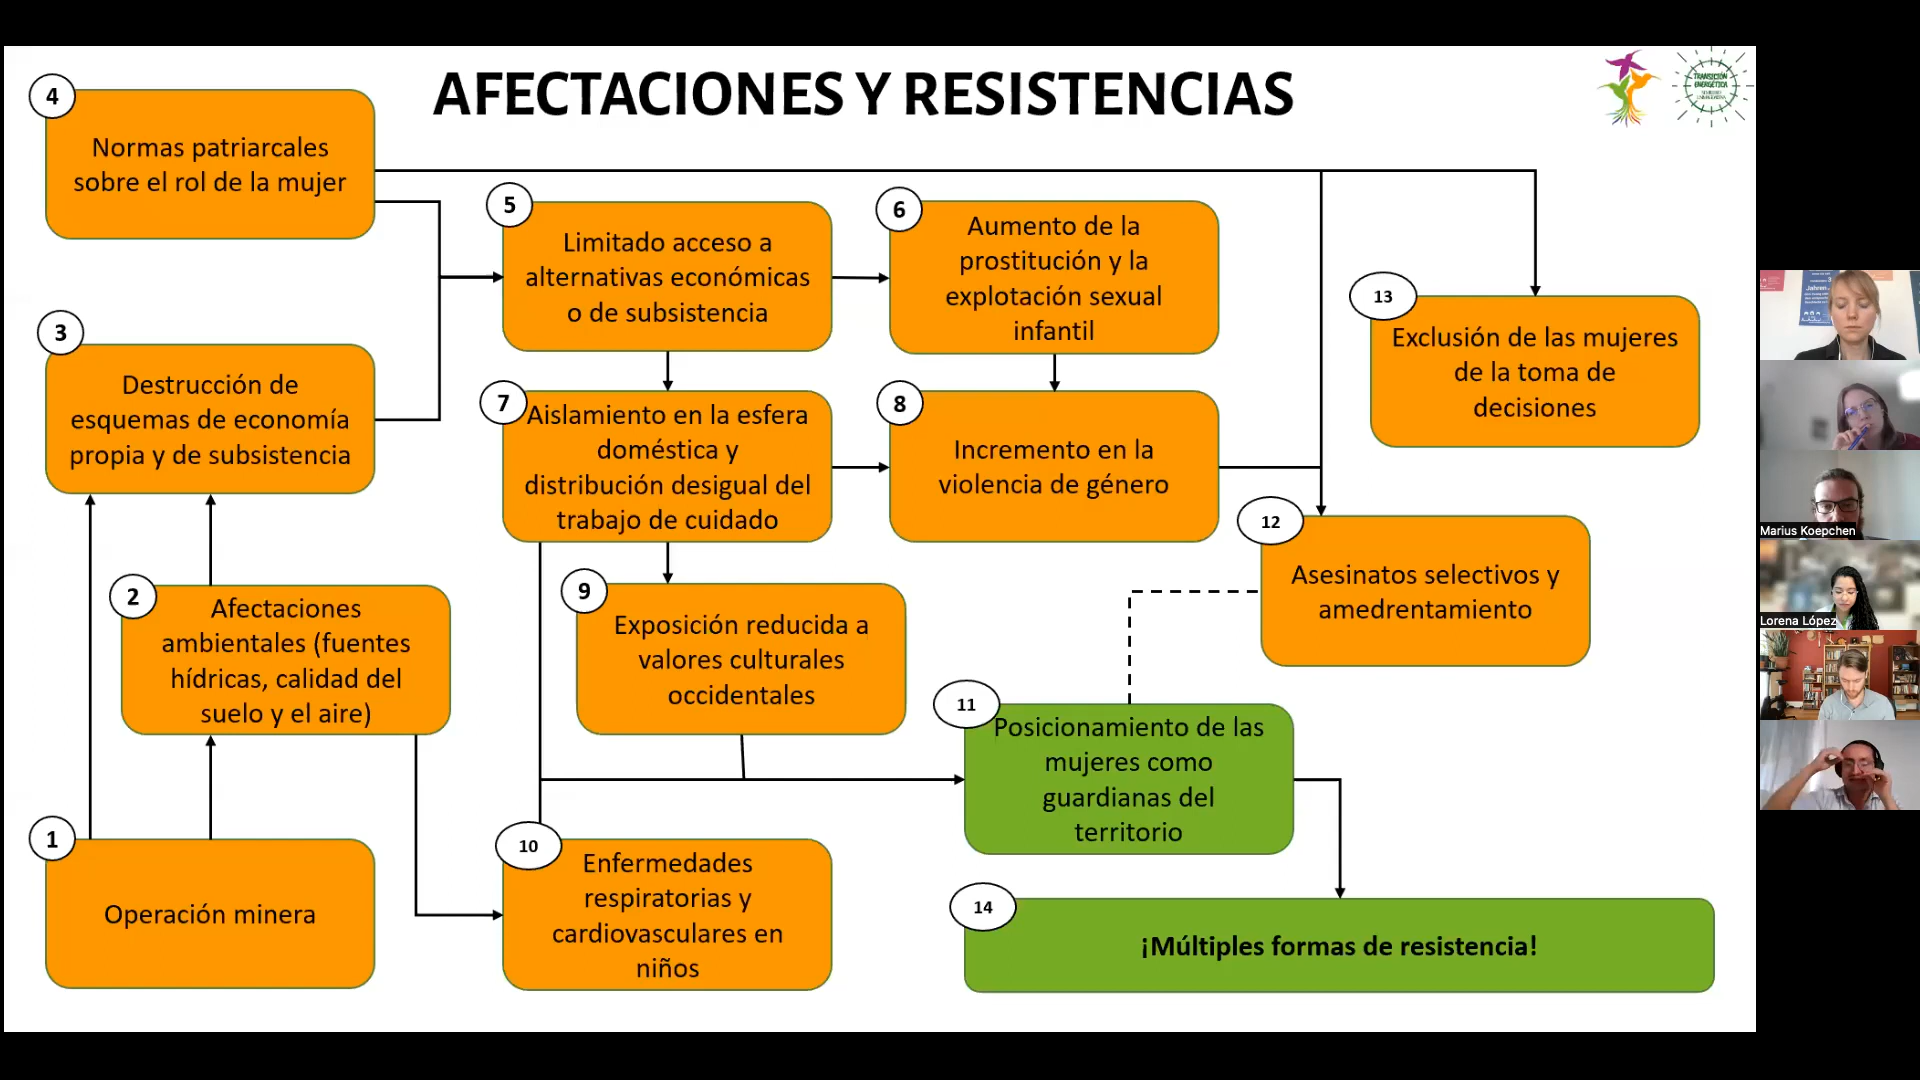 AFECTACIONES Y RESISTENCIAS
TRANSICIÓN
ENERGÉTICA
4
Normas patriarcales
sobre el rol de la mujer
5
Limitado acceso a
alternativas económicas
o de subsistencia
6
Aumento de la
prostitución y la
explotación sexual
infantil
13
Exclusión de las mujeres
de la toma de
decisiones
3
Destrucción de
esquemas de economía
propia y de subsistencia
7
Aislamiento en la esfera
doméstica y
distribución desigual del
trabajo de cuidado
8
Incremento en la
violencia de género
12
Asesinatos selectivos y
amedrentamiento
2
Afectaciones
ambientales (fuentes
hídricas, calidad del
suelo y el aire)
9
Exposición reducida a
valores culturales
occidentales
11
Posicionamiento de las
mujeres como
guardianas del
territorio
1
Operación minera
10
Enfermedades
respiratorias y
cardiovasculares en
niños
14
¡Múltiples formas de resistencia!
Jahren
Marius Koepchen
Lorena López